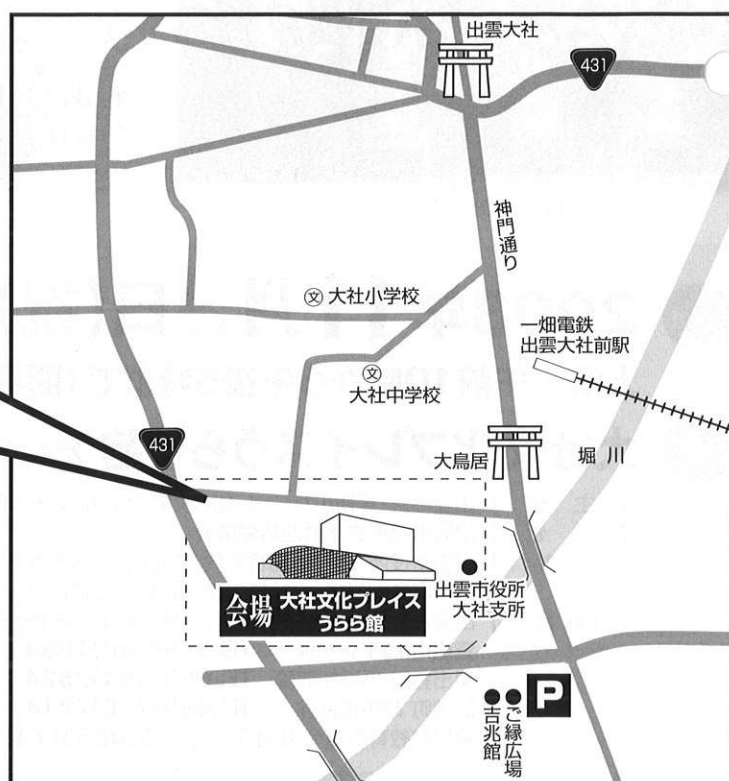 出雲大社
431
神門通り
㊫ 大社小学校
一畑電鉄
出雲大社前駅
㊫
大社中学校
431
大鳥居
堀川
会場 大社文化プレイス
うらら館
出雲市役所
大社支所
P
ご縁広場
吉兆館